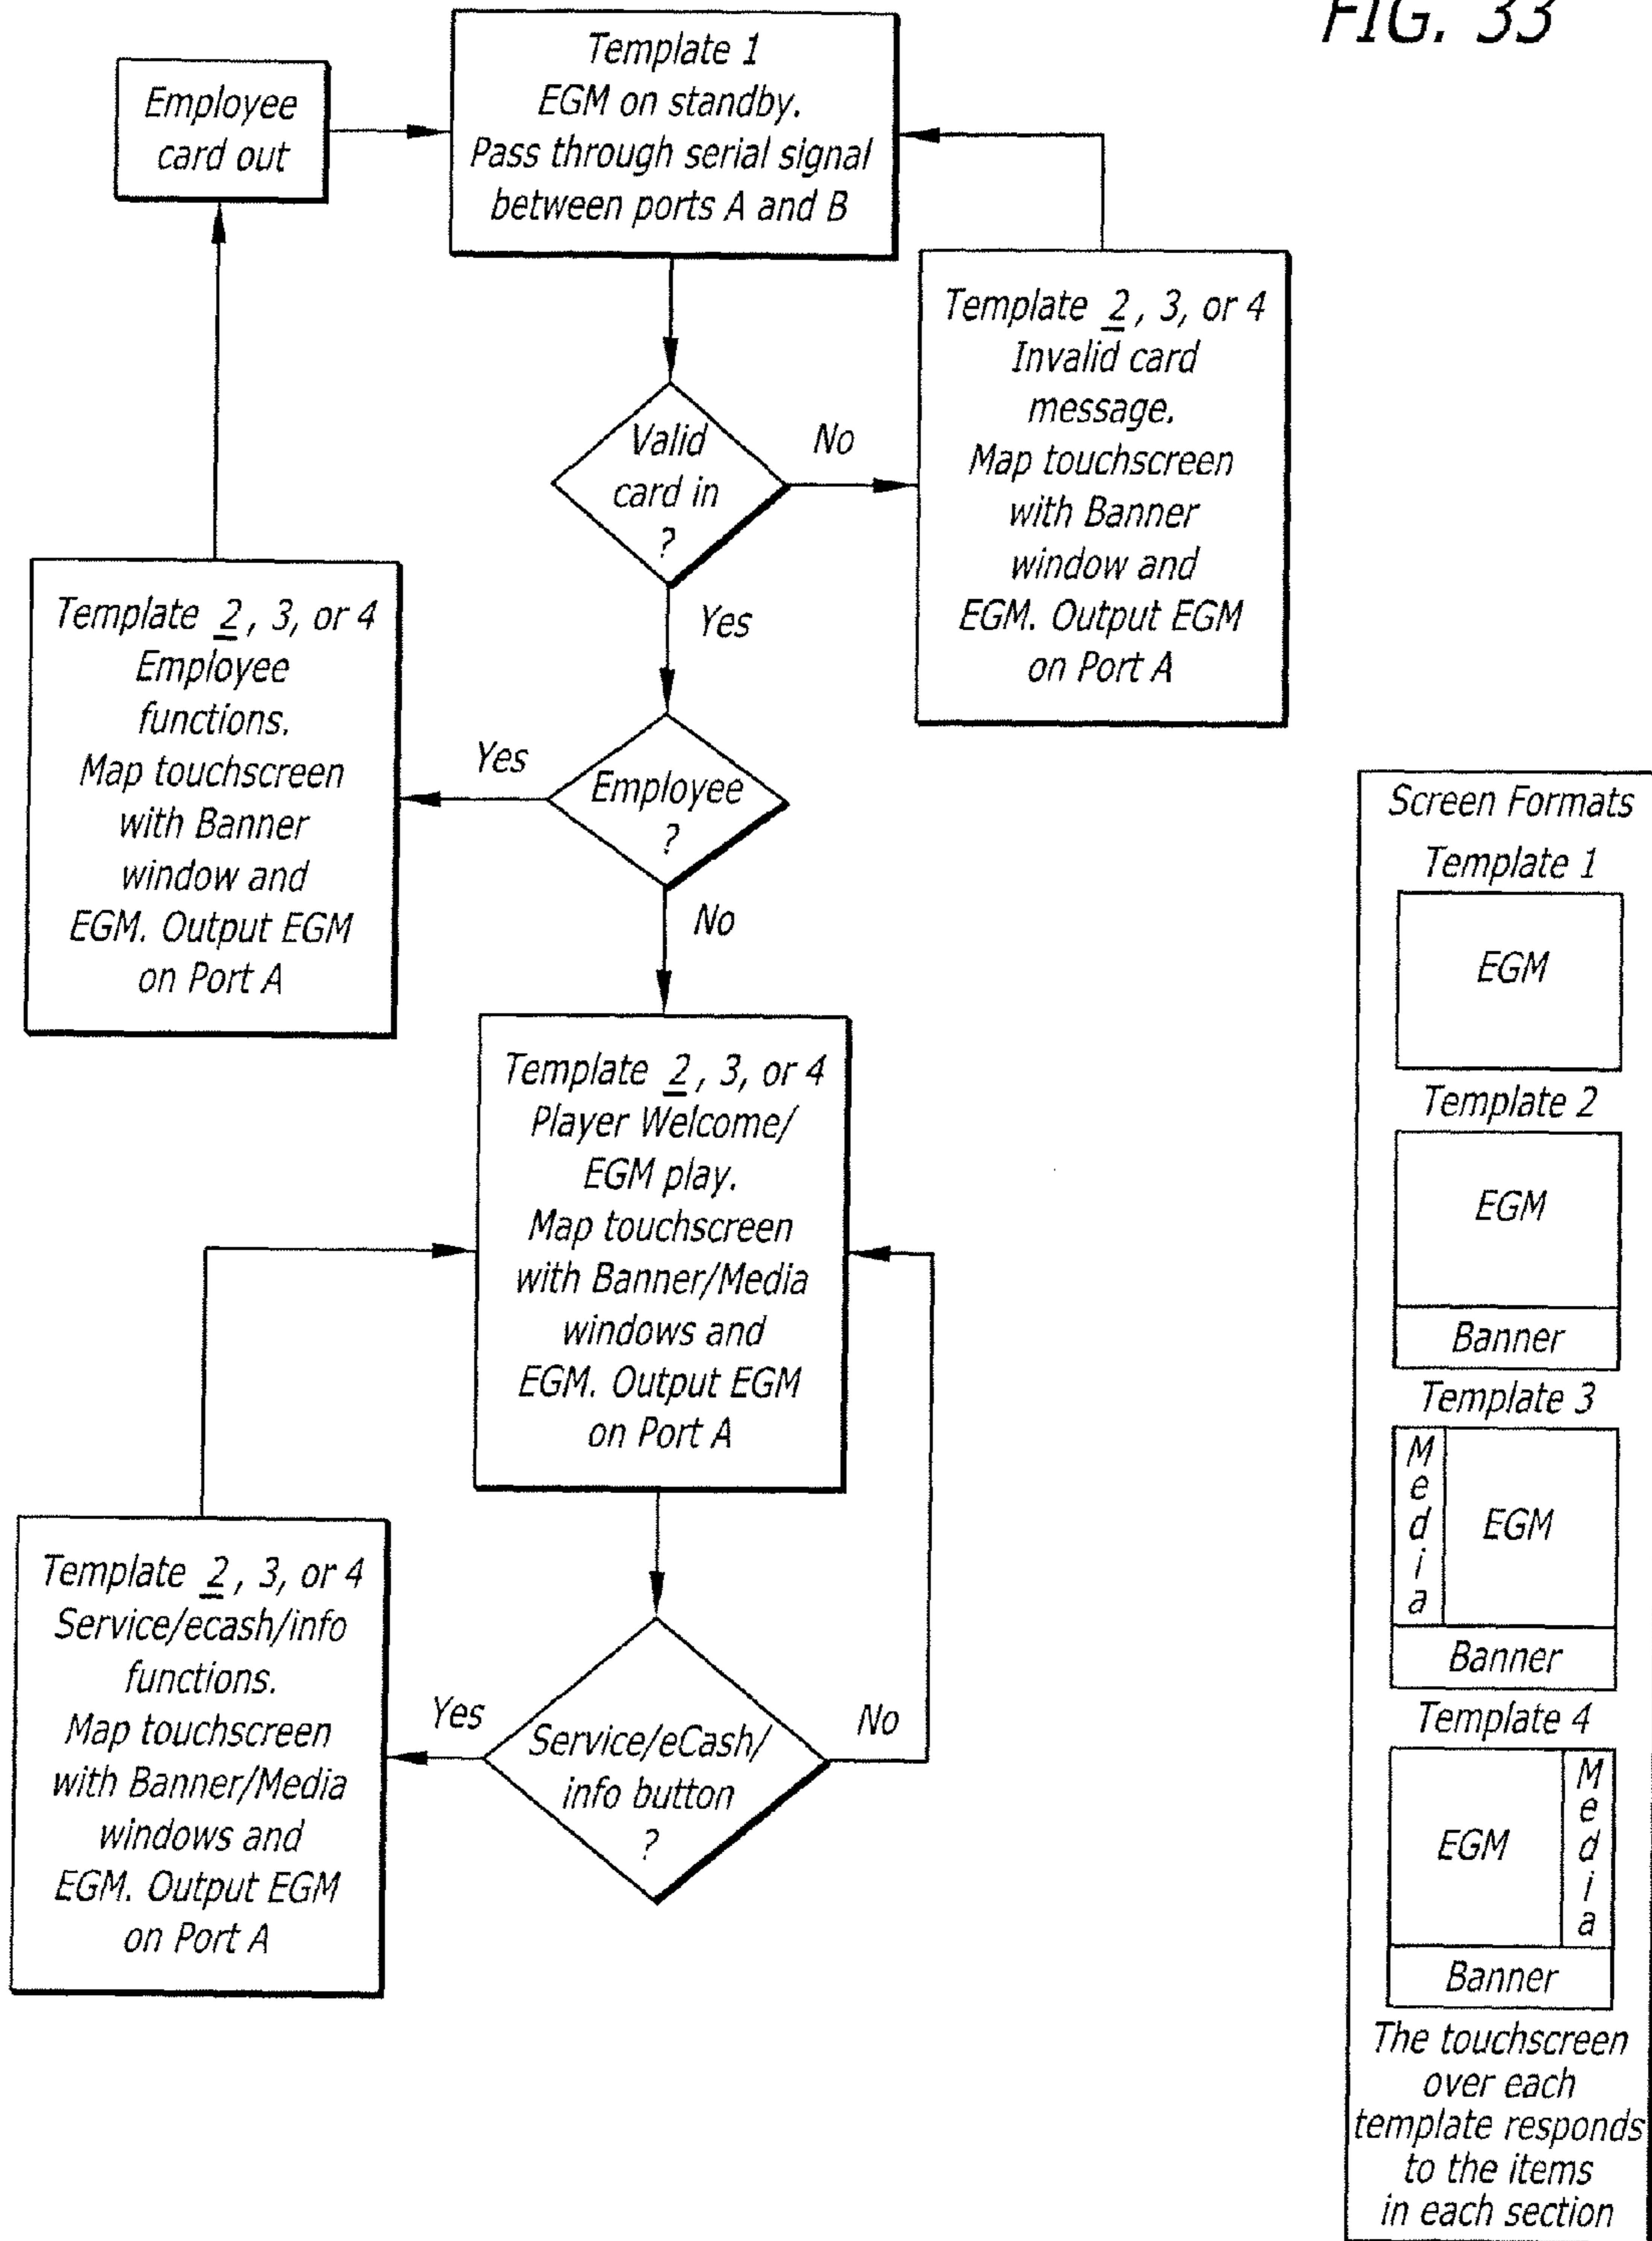 FIG. 33
Employee
card out
Template 1
EGM on standby.
Pass through serial signal
between ports A and B
Template 2, 3, or 4
Invalid card
message.
Map touchscreen
with Banner
window and
EGM. Output EGM
on Port A
Valid
card in
?
No
Yes
Template 2, 3, or 4
Employee
functions.
Map touchscreen
with Banner
window and
EGM. Output EGM
on Port A
Yes
Employee
?
No
Template 2, 3, or 4
Player Welcome/
EGM play.
Map touchscreen
with Banner/Media
windows and
EGM. Output EGM
on Port A
Template 2, 3, or 4
Service/ecash/info
functions.
Map touchscreen
with Banner/Media
windows and
EGM. Output EGM
on Port A
Yes
Service/eCash/
info button
?
No
Screen Formats
Template 1
EGM
Template 2
EGM
Banner
Template 3
Media
EGM
Banner
Template 4
EGM
Media
Banner
The touchscreen
over each
template responds
to the items
in each section